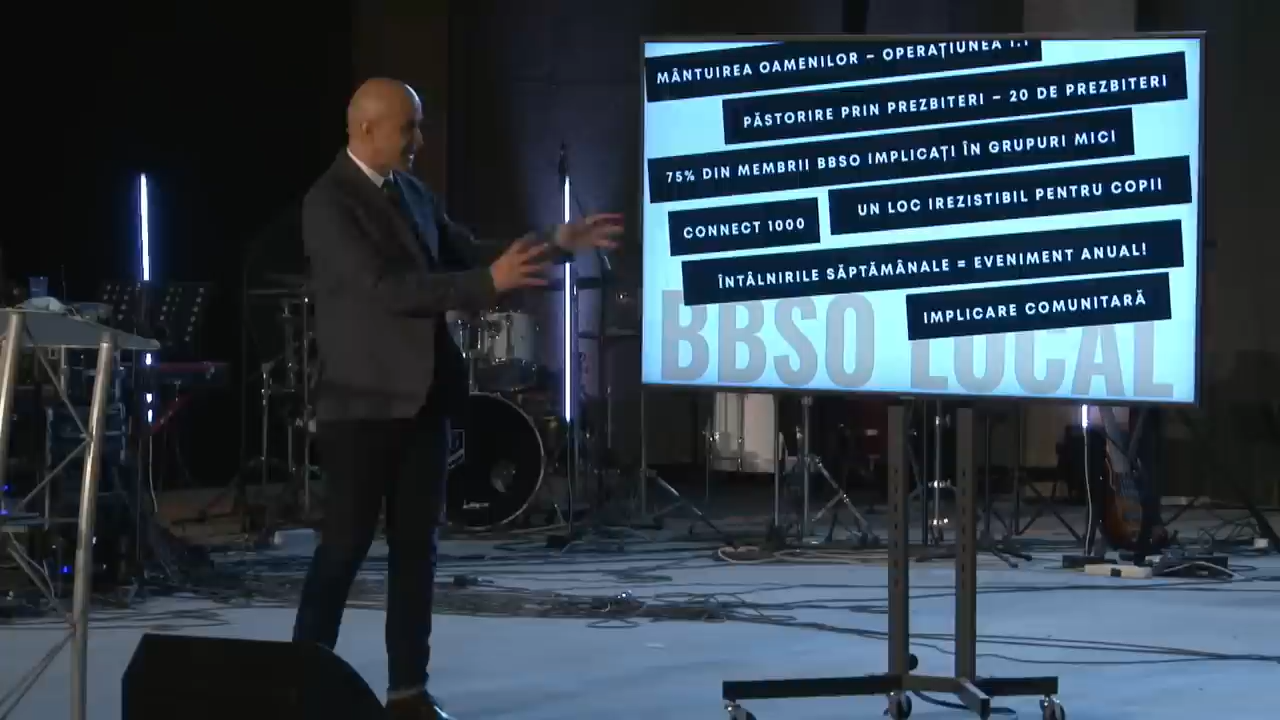 MÂNTUIREA OAMENILOR – OPERAȚIUNEA 1.1
PĂSTORIRE PRIN PREZBITERI – 20 DE PREZBITERI
75% DIN MEMBRII BBSO IMPLICAȚI ÎN GRUPURI MICI
CONNECT 1000
UN LOC IREZISTIBIL PENTRU COPII
ÎNTÂLNIRILE SĂPTĂMÂNALE = EVENIMENT ANUAL!
IMPLICARE COMUNITARĂ
BBSO LOCAL